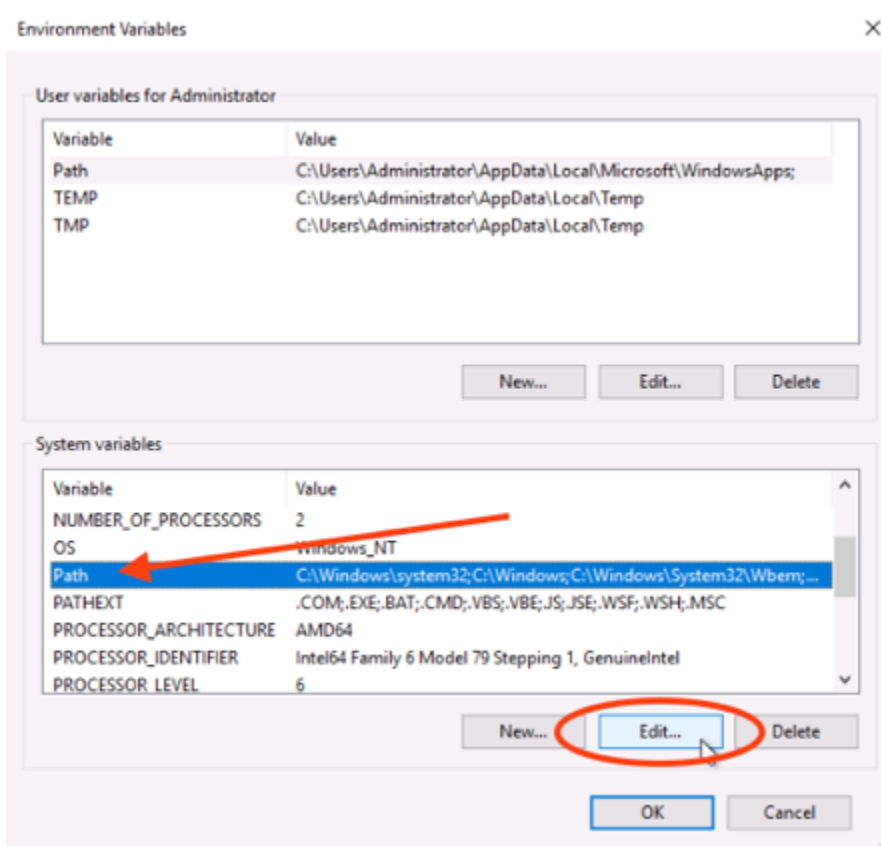 Environment Variables
User variables for Administrator
Variable Value
Path C:\Users\Administrator\AppData\Local\Microsoft\WindowsApps;
TEMP C:\Users\Administrator\AppData\Local\Temp
TMP C:\Users\Administrator\AppData\Local\Temp
New... Edit... Delete
System variables
Variable Value
NUMBER_OF_PROCESSORS 2
OS Windows_NT
Path C:\Windows\system32;C:\Windows;C:\Windows\System32\Wbem;...
PATHEXT .COM;.EXE;.BAT;.CMD;.VBS;.VBE;.JS;.JSE;.WSF;.WSH;.MSC
PROCESSOR_ARCHITECTURE AMD64
PROCESSOR_IDENTIFIER Intel64 Family 6 Model 79 Stepping 1, GenuineIntel
PROCESSOR_LEVEL 6
New... Edit... Delete
OK Cancel